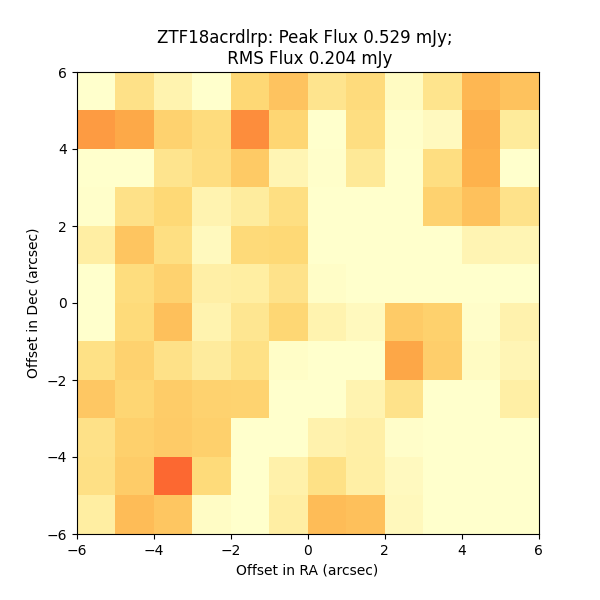 ZTF18acrdlrp: Peak Flux 0.529 mJy;
RMS Flux 0.204 mJy
6
4
2
0
−2
−4
−6
Offset in Dec (arcsec)
−6 −4 −2 0 2 4 6
Offset in RA (arcsec)